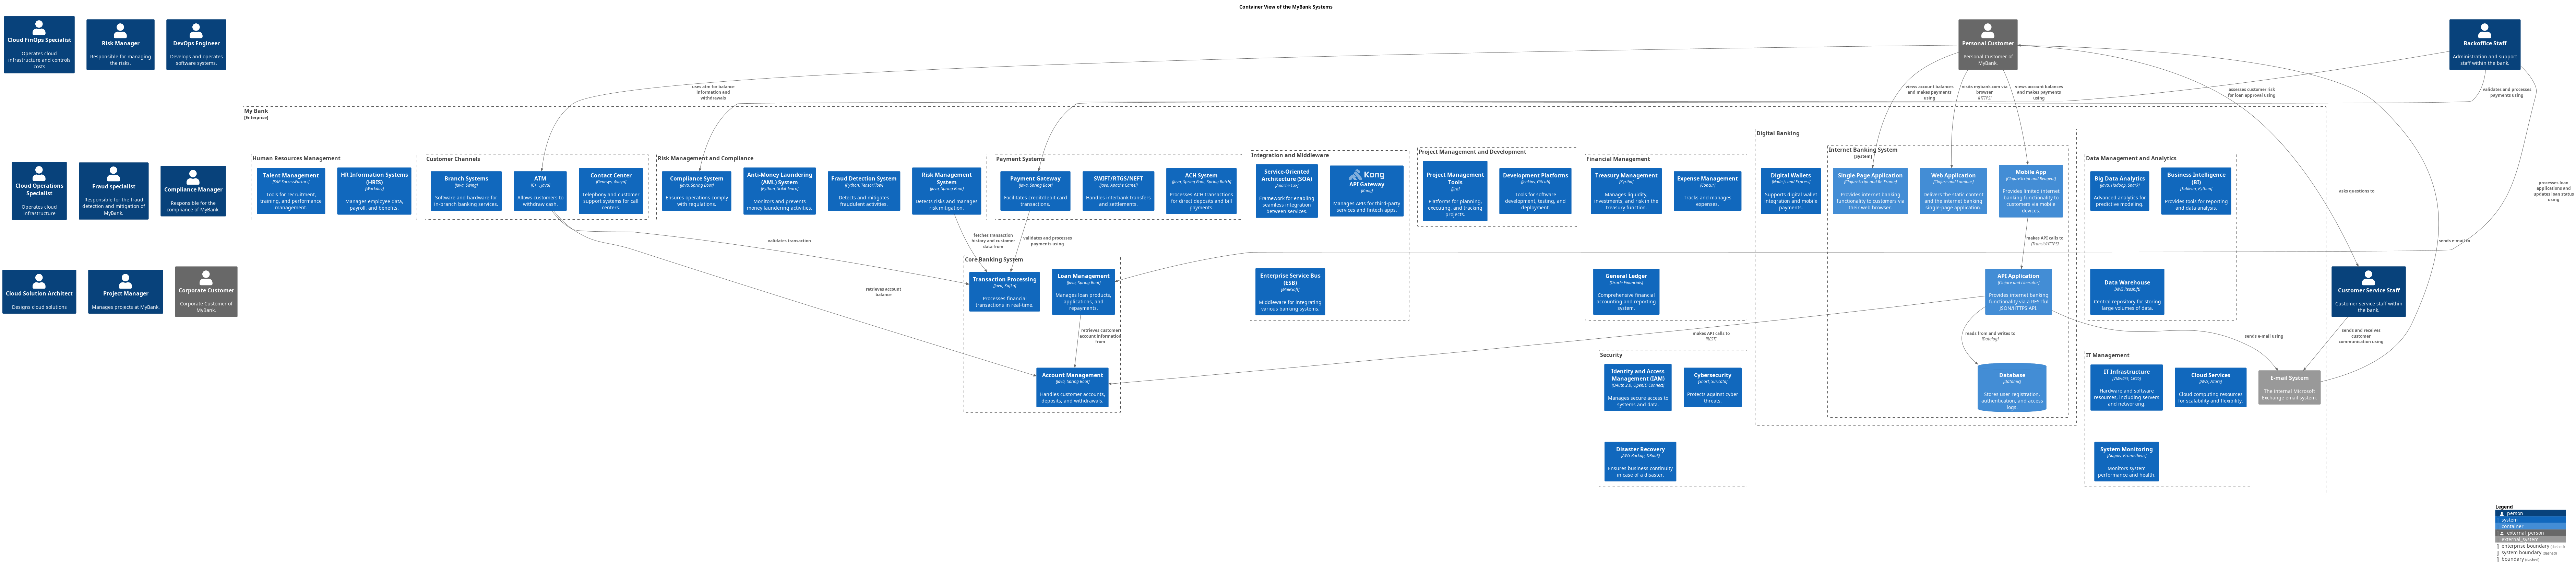 Container View of the MyBank Systems
Cloud FinOps Specialist
Operates cloud
infrastructure and controls
costs
Risk Manager
Responsible for managing
the risks.
DevOps Engineer
Develops and operates
software systems.
Personal Customer
Personal Customer of
MyBank.
Backoffice Staff
Administration and support
staff within the bank.
uses atm for balance
information and
withdrawals
views account balances
and makes payments
using
visits mybank.com via
browser
[HTTPS]
views account balances
and makes payments
using
assesses customer risk
for loan approval using
validates and processes
payments using
My Bank
[Enterprise]
Cloud Operations
Specialist
Operates cloud
infrastructure
Fraud specialist
Responsible for the fraud
detection and mitigation of
MyBank.
Compliance Manager
Responsible for the
compliance of MyBank.
Human Resources Management
Talent Management
[SAP SuccessFactors]
Tools for recruitment,
training, and performance
management.
HR Information Systems
(HRIS)
[Workday]
Manages employee data,
payroll, and benefits.
Customer Channels
Branch Systems
[Java, Swing]
Software and hardware for
in-branch banking services.
ATM
[C++, Java]
Allows customers to
withdraw cash.
Contact Center
[Genesys, Avaya]
Telephony and customer
support systems for call
centers.
Risk Management and Compliance
Compliance System
[Java, Spring Boot]
Ensures operations comply
with regulations.
Anti-Money Laundering
(AML) System
[Python, Scikit-learn]
Monitors and prevents
money laundering activities.
Fraud Detection System
[Python, TensorFlow]
Detects and mitigates
fraudulent activities.
Risk Management
System
[Java, Spring Boot]
Detects risks and manages
risk mitigation.
Payment Systems
Payment Gateway
[Java, Spring Boot]
Facilitates credit/debit card
transactions.
SWIFT/RTGS/NEFT
[Java, Apache Camel]
Handles interbank transfers
and settlements.
ACH System
[Java, Spring Boot, Spring Batch]
Processes ACH transactions
for direct deposits and bill
payments.
Integration and Middleware
Service-Oriented
Architecture (SOA)
[Apache CXF]
Framework for enabling
seamless integration
between services.
Kong
API Gateway
[Kong]
Manages APIs for third-party
services and fintech apps.
Project Management and Development
Project Management
Tools
[Jira]
Platforms for planning,
executing, and tracking
projects.
Development Platforms
[Jenkins, GitLab]
Tools for software
development, testing, and
deployment.
Financial Management
Treasury Management
[Kyriba]
Manages liquidity,
investments, and risk in the
treasury function.
Expense Management
[Concur]
Tracks and manages
expenses.
Digital Banking
Digital Wallets
[Node.js and Express]
Supports digital wallet
integration and mobile
payments.
Internet Banking System
[System]
Single-Page Application
[ClojureScript and Re-Frame]
Provides internet banking
functionality to customers via
their web browser.
Web Application
[Clojure and Luminus]
Delivers the static content
and the internet banking
single-page application.
Mobile App
[ClojureScript and Reagent]
Provides limited internet
banking functionality to
customers via mobile
devices.
Data Management and Analytics
Big Data Analytics
[Java, Hadoop, Spark]
Advanced analytics for
predictive modeling.
Business Intelligence
(BI)
[Tableau, Python]
Provides tools for reporting
and data analysis.
asks questions to
processes loan
applications and
updates loan status
using
validates transaction
fetches transaction
history and customer
data from
validates and processes
payments using
makes API calls to
[Transit/HTTPS]
sends e-mail to
Cloud Solution Architect
Designs cloud solutions
Project Manager
Manages projects at MyBank.
Corporate Customer
Corporate Customer of
MyBank.
retrieves account
balance
Core Banking System
Transaction Processing
[Java, Kafka]
Processes financial
transactions in real-time.
Loan Management
[Java, Spring Boot]
Manages loan products,
applications, and
repayments.
Enterprise Service Bus
(ESB)
[MuleSoft]
Middleware for integrating
various banking systems.
General Ledger
[Oracle Financials]
Comprehensive financial
accounting and reporting
system.
API Application
[Clojure and Liberator]
Provides internet banking
functionality via a RESTful
JSON/HTTPS API.
Data Warehouse
[AWS Redshift]
Central repository for storing
large volumes of data.
Customer Service Staff
Customer service staff within
the bank.
retrieves customer
account information
from
makes API calls to
[REST]
reads from and writes to
[Datalog]
sends e-mail using
sends and receives
customer
communication using
Account Management
[Java, Spring Boot]
Handles customer accounts,
deposits, and withdrawals.
Security
Identity and Access
Management (IAM)
[OAuth 2.0, OpenID Connect]
Manages secure access to
systems and data.
Cybersecurity
[Snort, Suricata]
Protects against cyber
threats.
Database
[Datomic]
Stores user registration,
authentication, and access
logs.
IT Management
IT Infrastructure
[VMware, Cisco]
Hardware and software
resources, including servers
and networking.
Cloud Services
[AWS, Azure]
Cloud computing resources
for scalability and flexibility.
E-mail System
The internal Microsoft
Exchange email system.
Disaster Recovery
[AWS Backup, DRaaS]
Ensures business continuity
in case of a disaster.
System Monitoring
[Nagios, Prometheus]
Monitors system
performance and health.
Legend
person
system
container
external_person
external_system
enterprise boundary (dashed)
system boundary (dashed)
boundary (dashed)